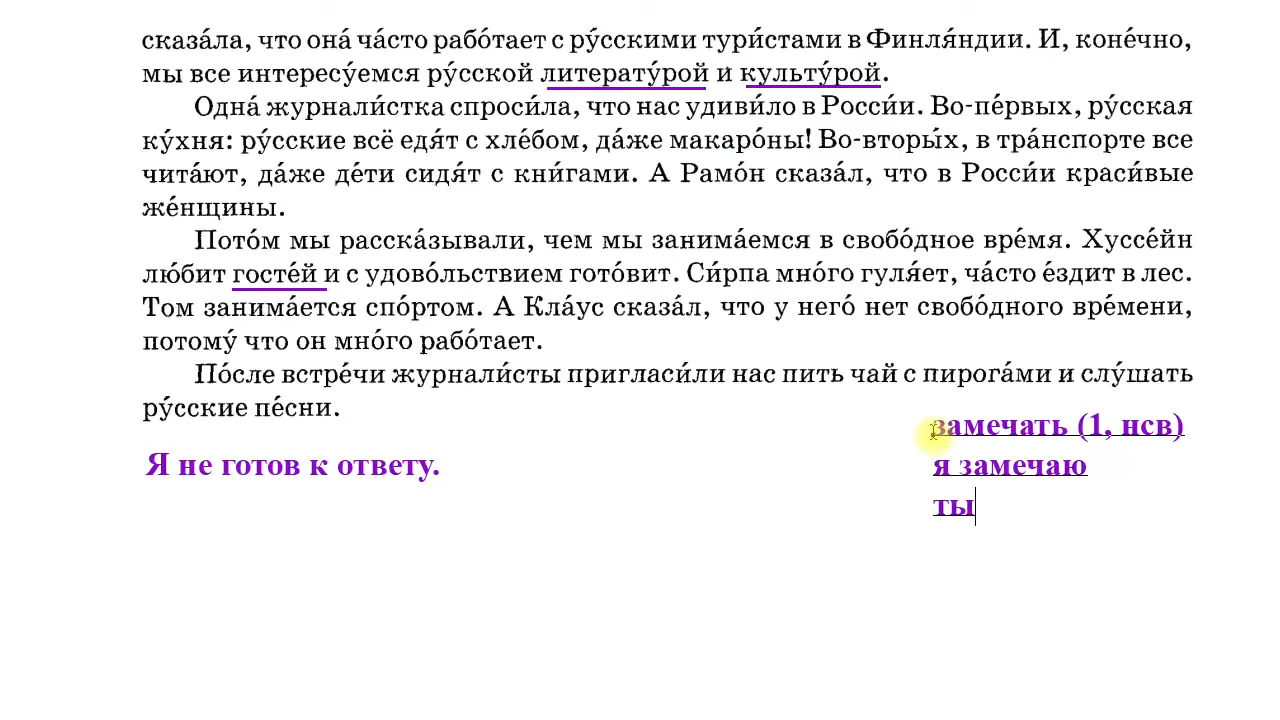 сказа́ла, что она́ ча́сто рабо́тает с ру́сскими тури́стами в Финля́ндии. И, коне́чно,
мы все интересу́емся ру́сской литерату́рой и культу́рой.
Одна́ журнали́стка спроси́ла, что нас удиви́ло в Росси́и. Во-пе́рвых, ру́сская
ку́хня: ру́сские всё едя́т с хле́бом, да́же макаро́ны! Во-вторы́х, в тра́нспорте все
чита́ют, да́же де́ти сидя́т с кни́гами. А Рамо́н сказа́л, что в Росси́и краси́вые
же́нщины.
Пото́м мы расска́зывали, чем мы занима́емся в свобо́дное вре́мя. Хуссе́йн
лю́бит госте́й и с удово́льствием гото́вит. Си́рпа мно́го гуля́ет, ча́сто е́здит в лес.
Том занима́ется спо́ртом. А Кла́ус сказа́л, что у него́ нет свобо́дного вре́мени,
потому́ что он мно́го рабо́тает.
По́сле встре́чи журнали́сты пригласи́ли нас пить чай с пирога́ми и слу́шать
ру́сские пе́сни.
замечать (1, нсв)
Я не готов к ответу.
я замечаю
ты